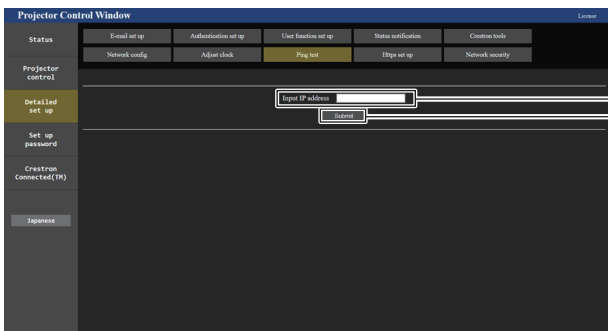 Projector Control Window
License
Status
Projector
control
Detailed
set up
Set up
password
Crestron
Connected(TM)
Japanese
E-mail set up
Authentication set up
User function set up
Status notification
Crestron tools
Network config
Adjust clock
Ping test
Https set up
Network security
Input IP address
Submit